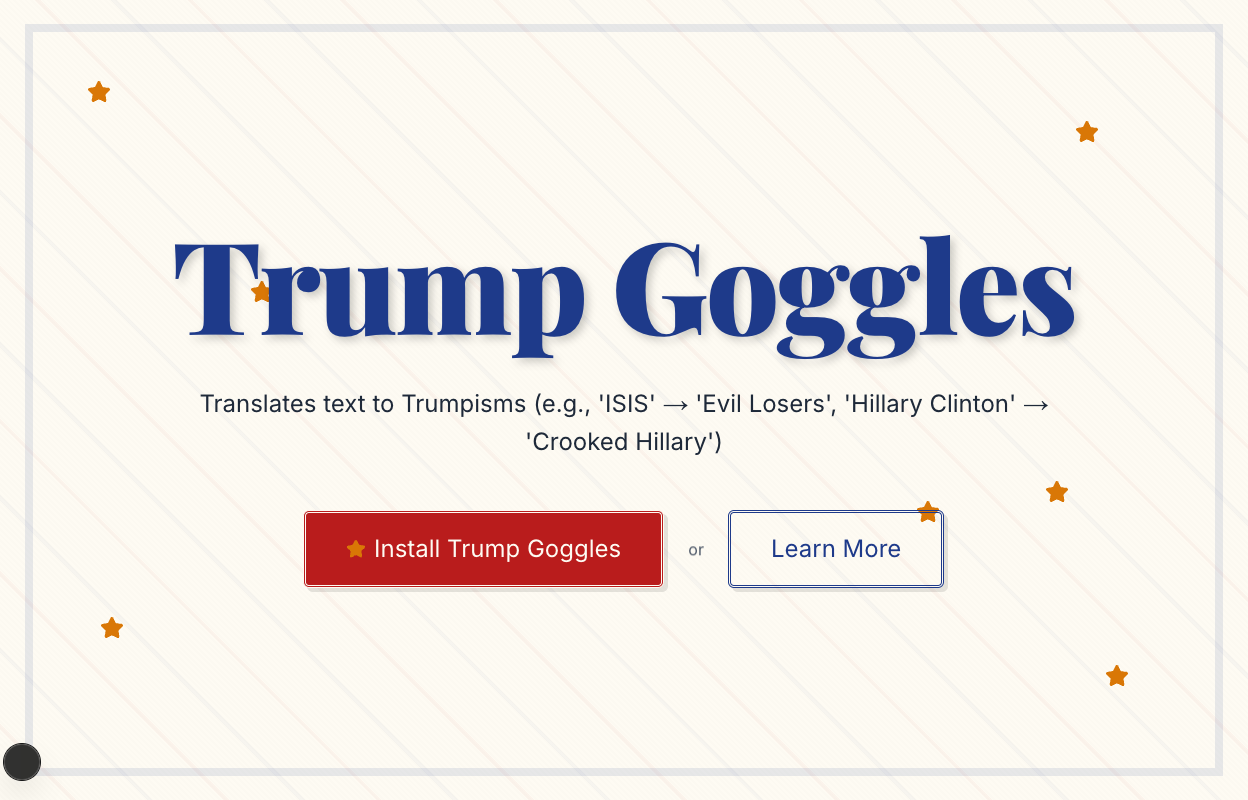 Trump Goggles
Translates text to Trumpisms (e.g., 'ISIS' → 'Evil Losers', 'Hillary Clinton' →
'Crooked Hillary')
Install Trump Goggles
or
Learn More